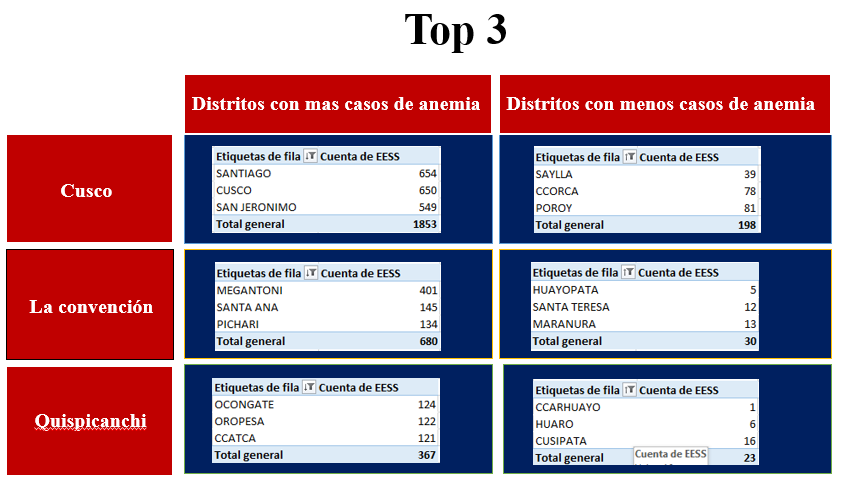 Top 3
Distritos con mas casos de anemia
Distritos con menos casos de anemia
Cusco
Etiquetas de fila Cuenta de EESS
SANTIAGO 654
CUSCO 650
SAN JERONIMO 549
Total general 1853
Etiquetas de fila Cuenta de EESS
SAYLLA 39
CCORCA 78
POROY 81
Total general 198
La convención
Etiquetas de fila Cuenta de EESS
MEGANTONI 401
SANTA ANA 145
PICHARI 134
Total general 680
Etiquetas de fila Cuenta de EESS
HUAYOPATA 5
SANTA TERESA 12
MARANURA 13
Total general 30
Quispicanchi
Etiquetas de fila Cuenta de EESS
OCONGATE 124
OROPESA 122
CCATCA 121
Total general 367
Etiquetas de fila Cuenta de EESS
CCARHUAYO 1
HUARO 6
CUSIPATA 16
Total general 23
Cuenta de EESS